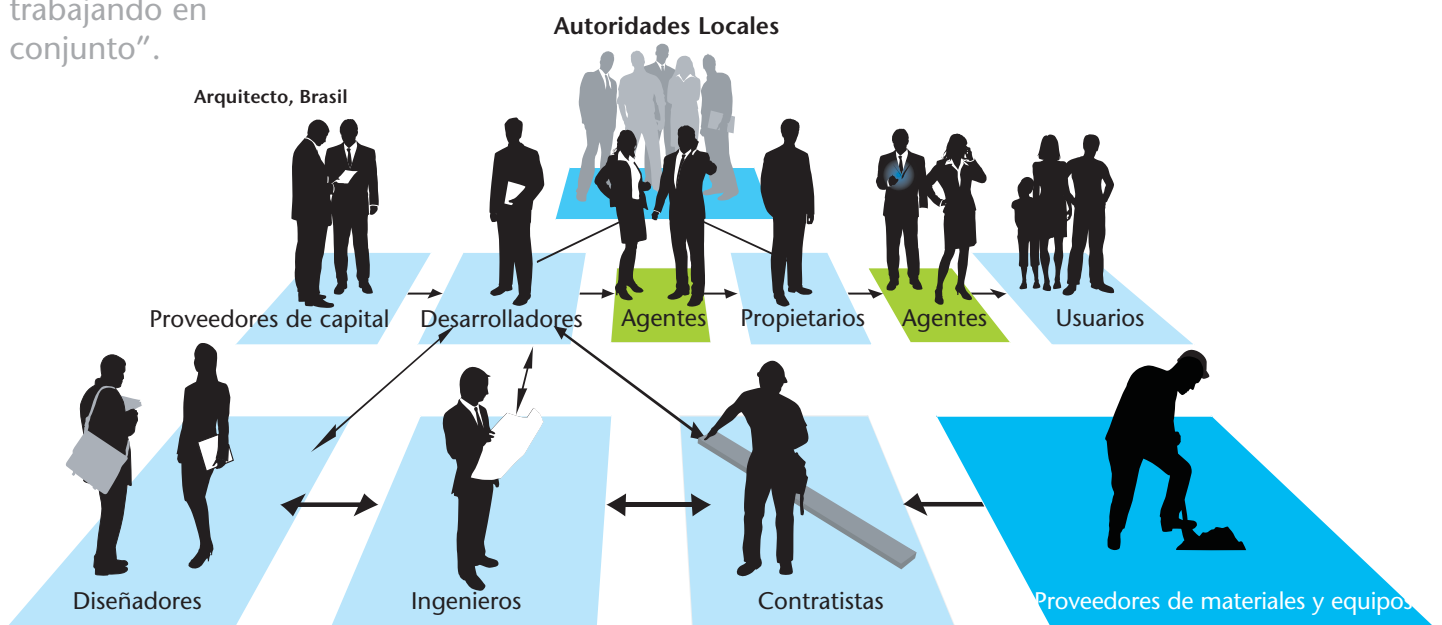 trabajando en
conjunto”.
Autoridades Locales
Arquitecto, Brasil
Proveedores de capital
Desarrolladores
Agentes
Propietarios
Agentes
Usuarios
Diseñadores
Ingenieros
Contratistas
Proveedores de materiales y equipos